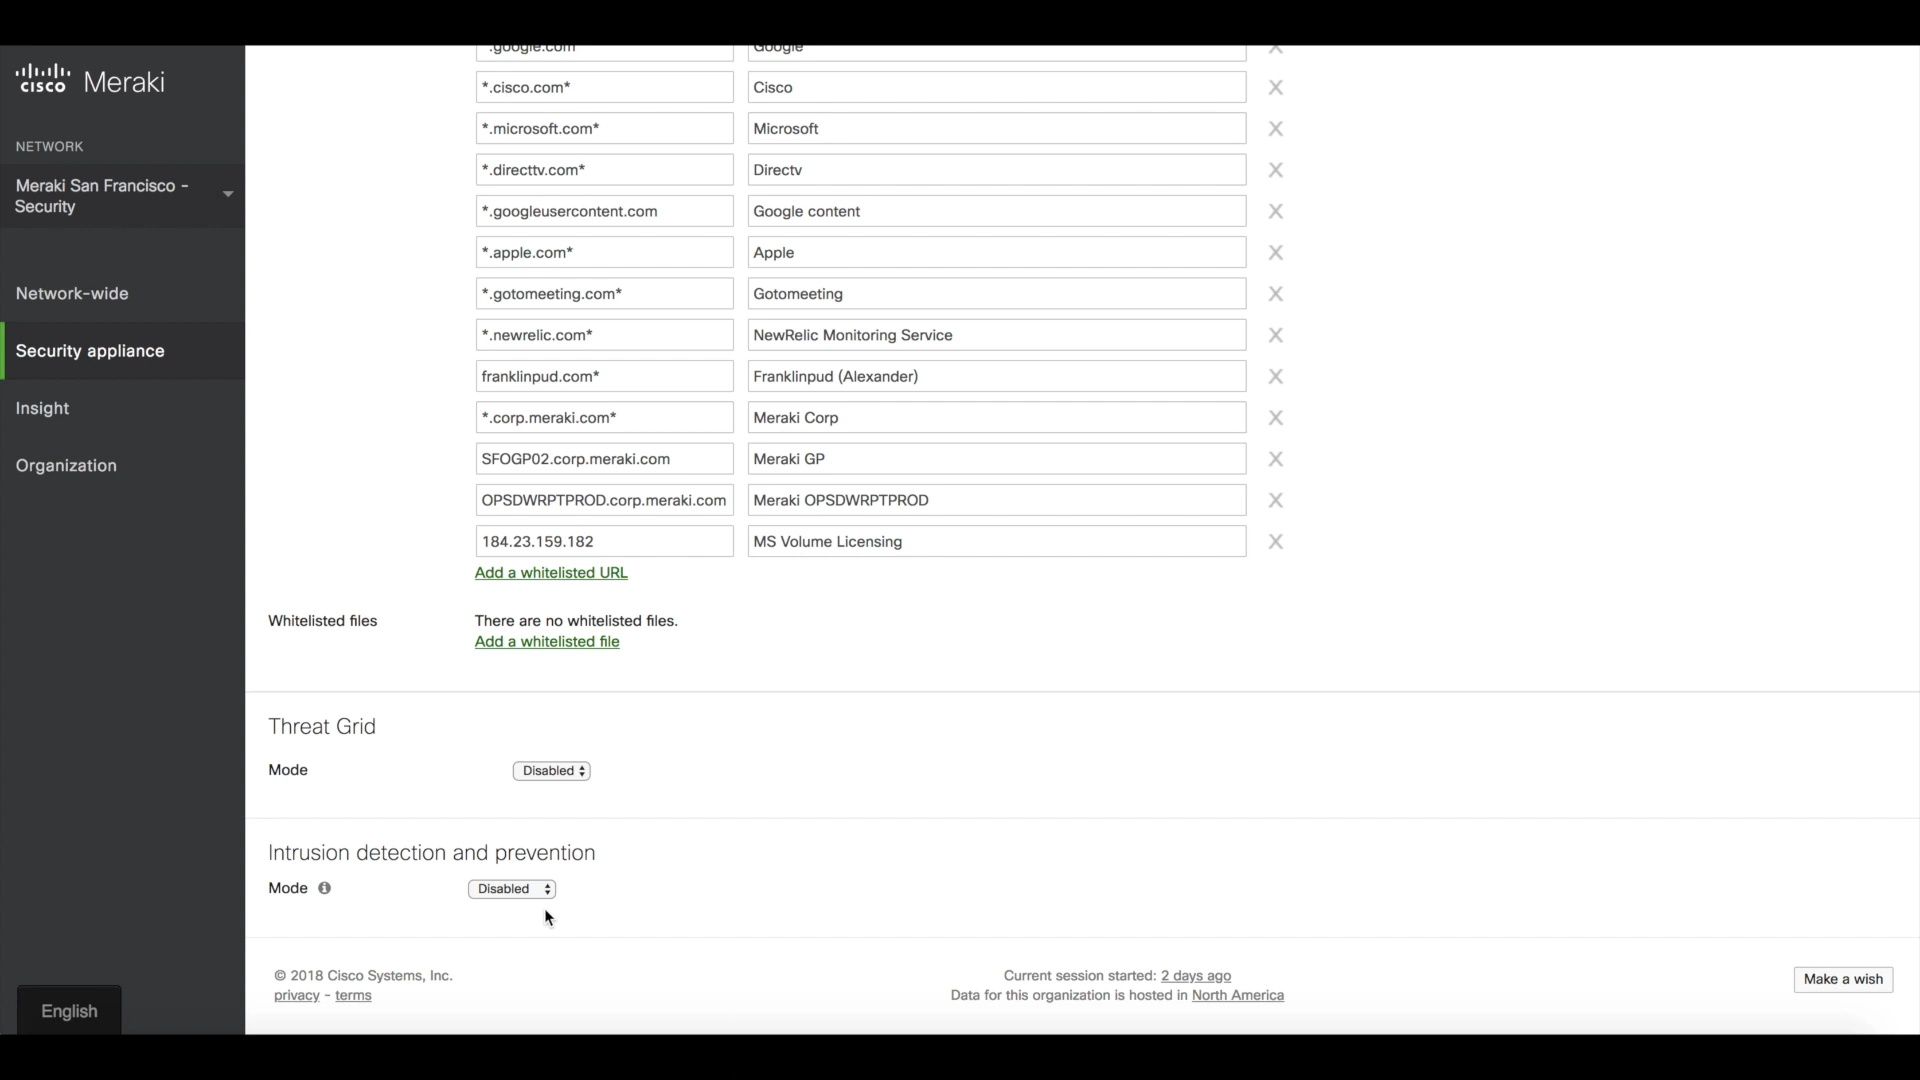 .google.com Google X
cisco Meraki
*.cisco.com* Cisco X
*.microsoft.com* Microsoft X
NETWORK
*.directtv.com* Directv X
Meraki San Francisco -
Security
*.googleusercontent.com Google content X
*.apple.com* Apple X
Network-wide
*.gotomeeting.com* Gotomeeting X
*.newrelic.com* NewRelic Monitoring Service X
Security appliance
franklinpud.com* Franklinpud (Alexander) X
Insight
*.corp.meraki.com* Meraki Corp X
Organization
SFOGP02.corp.meraki.com Meraki GP X
OPSDWRPTPROD.corp.meraki.com Meraki OPSDWRPTPROD X
184.23.159.182 MS Volume Licensing X
Add a whitelisted URL
Whitelisted files There are no whitelisted files.
Add a whitelisted file
Threat Grid
Mode Disabled
Intrusion detection and prevention
Mode i Disabled
© 2018 Cisco Systems, Inc. Current session started: 2 days ago
Make a wish
privacy - terms Data for this organization is hosted in North America
English